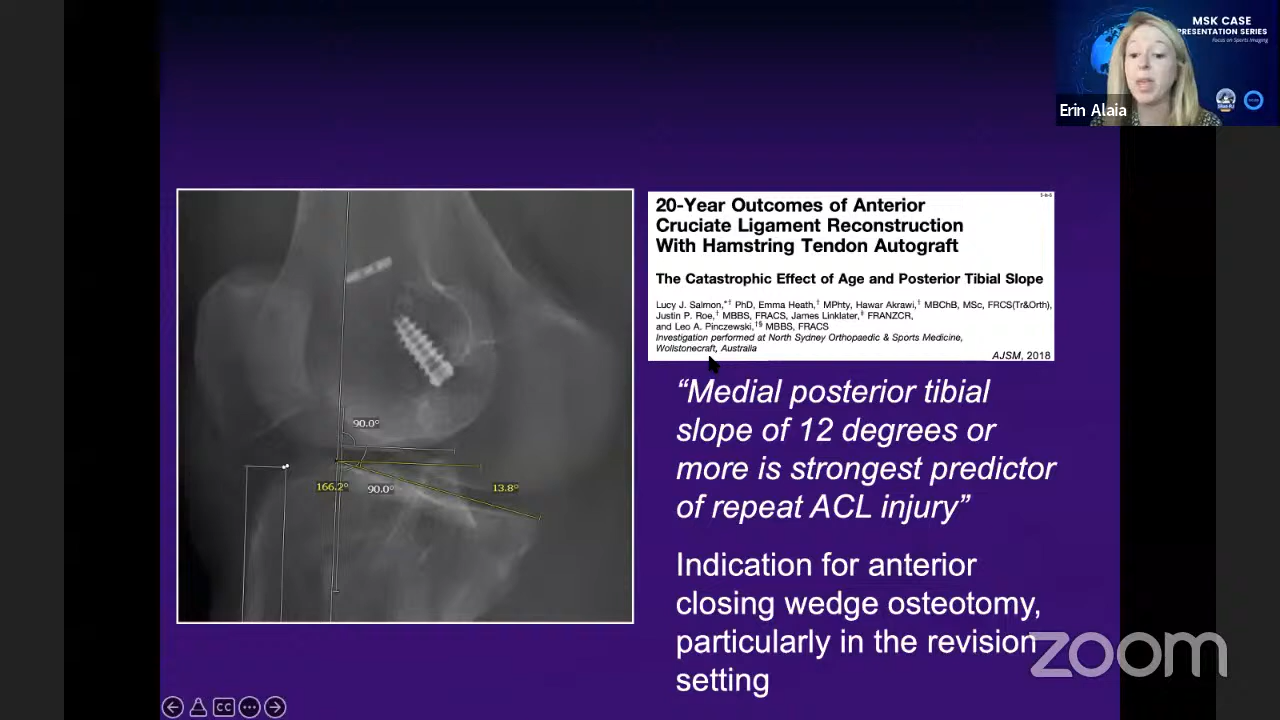 MSK CASE
PRESENTATION SERIES
Focus on Sports Imaging
Erin Alaia
20-Year Outcomes of Anterior
Cruciate Ligament Reconstruction
With Hamstring Tendon Autograft
The Catastrophic Effect of Age and Posterior Tibial Slope
Lucy J. Salmon,*† PhD, Emma Heath,† MPhty, Hawar Akrawi,† MBChB, MSc, FRCS(Tr&Orth),
Justin P. Roe,† MBBS, FRACS, James Linklater,‡ FRANZCR,
and Leo A. Pinczewski,†§ MBBS, FRACS
Investigation performed at North Sydney Orthopaedic & Sports Medicine,
Wollstonecraft, Australia
AJSM, 2018
90.0°
166.2°
90.0°
13.8°
“Medial posterior tibial
slope of 12 degrees or
more is strongest predictor
of repeat ACL injury”
Indication for anterior
closing wedge osteotomy,
particularly in the revision
setting
zoom
CC